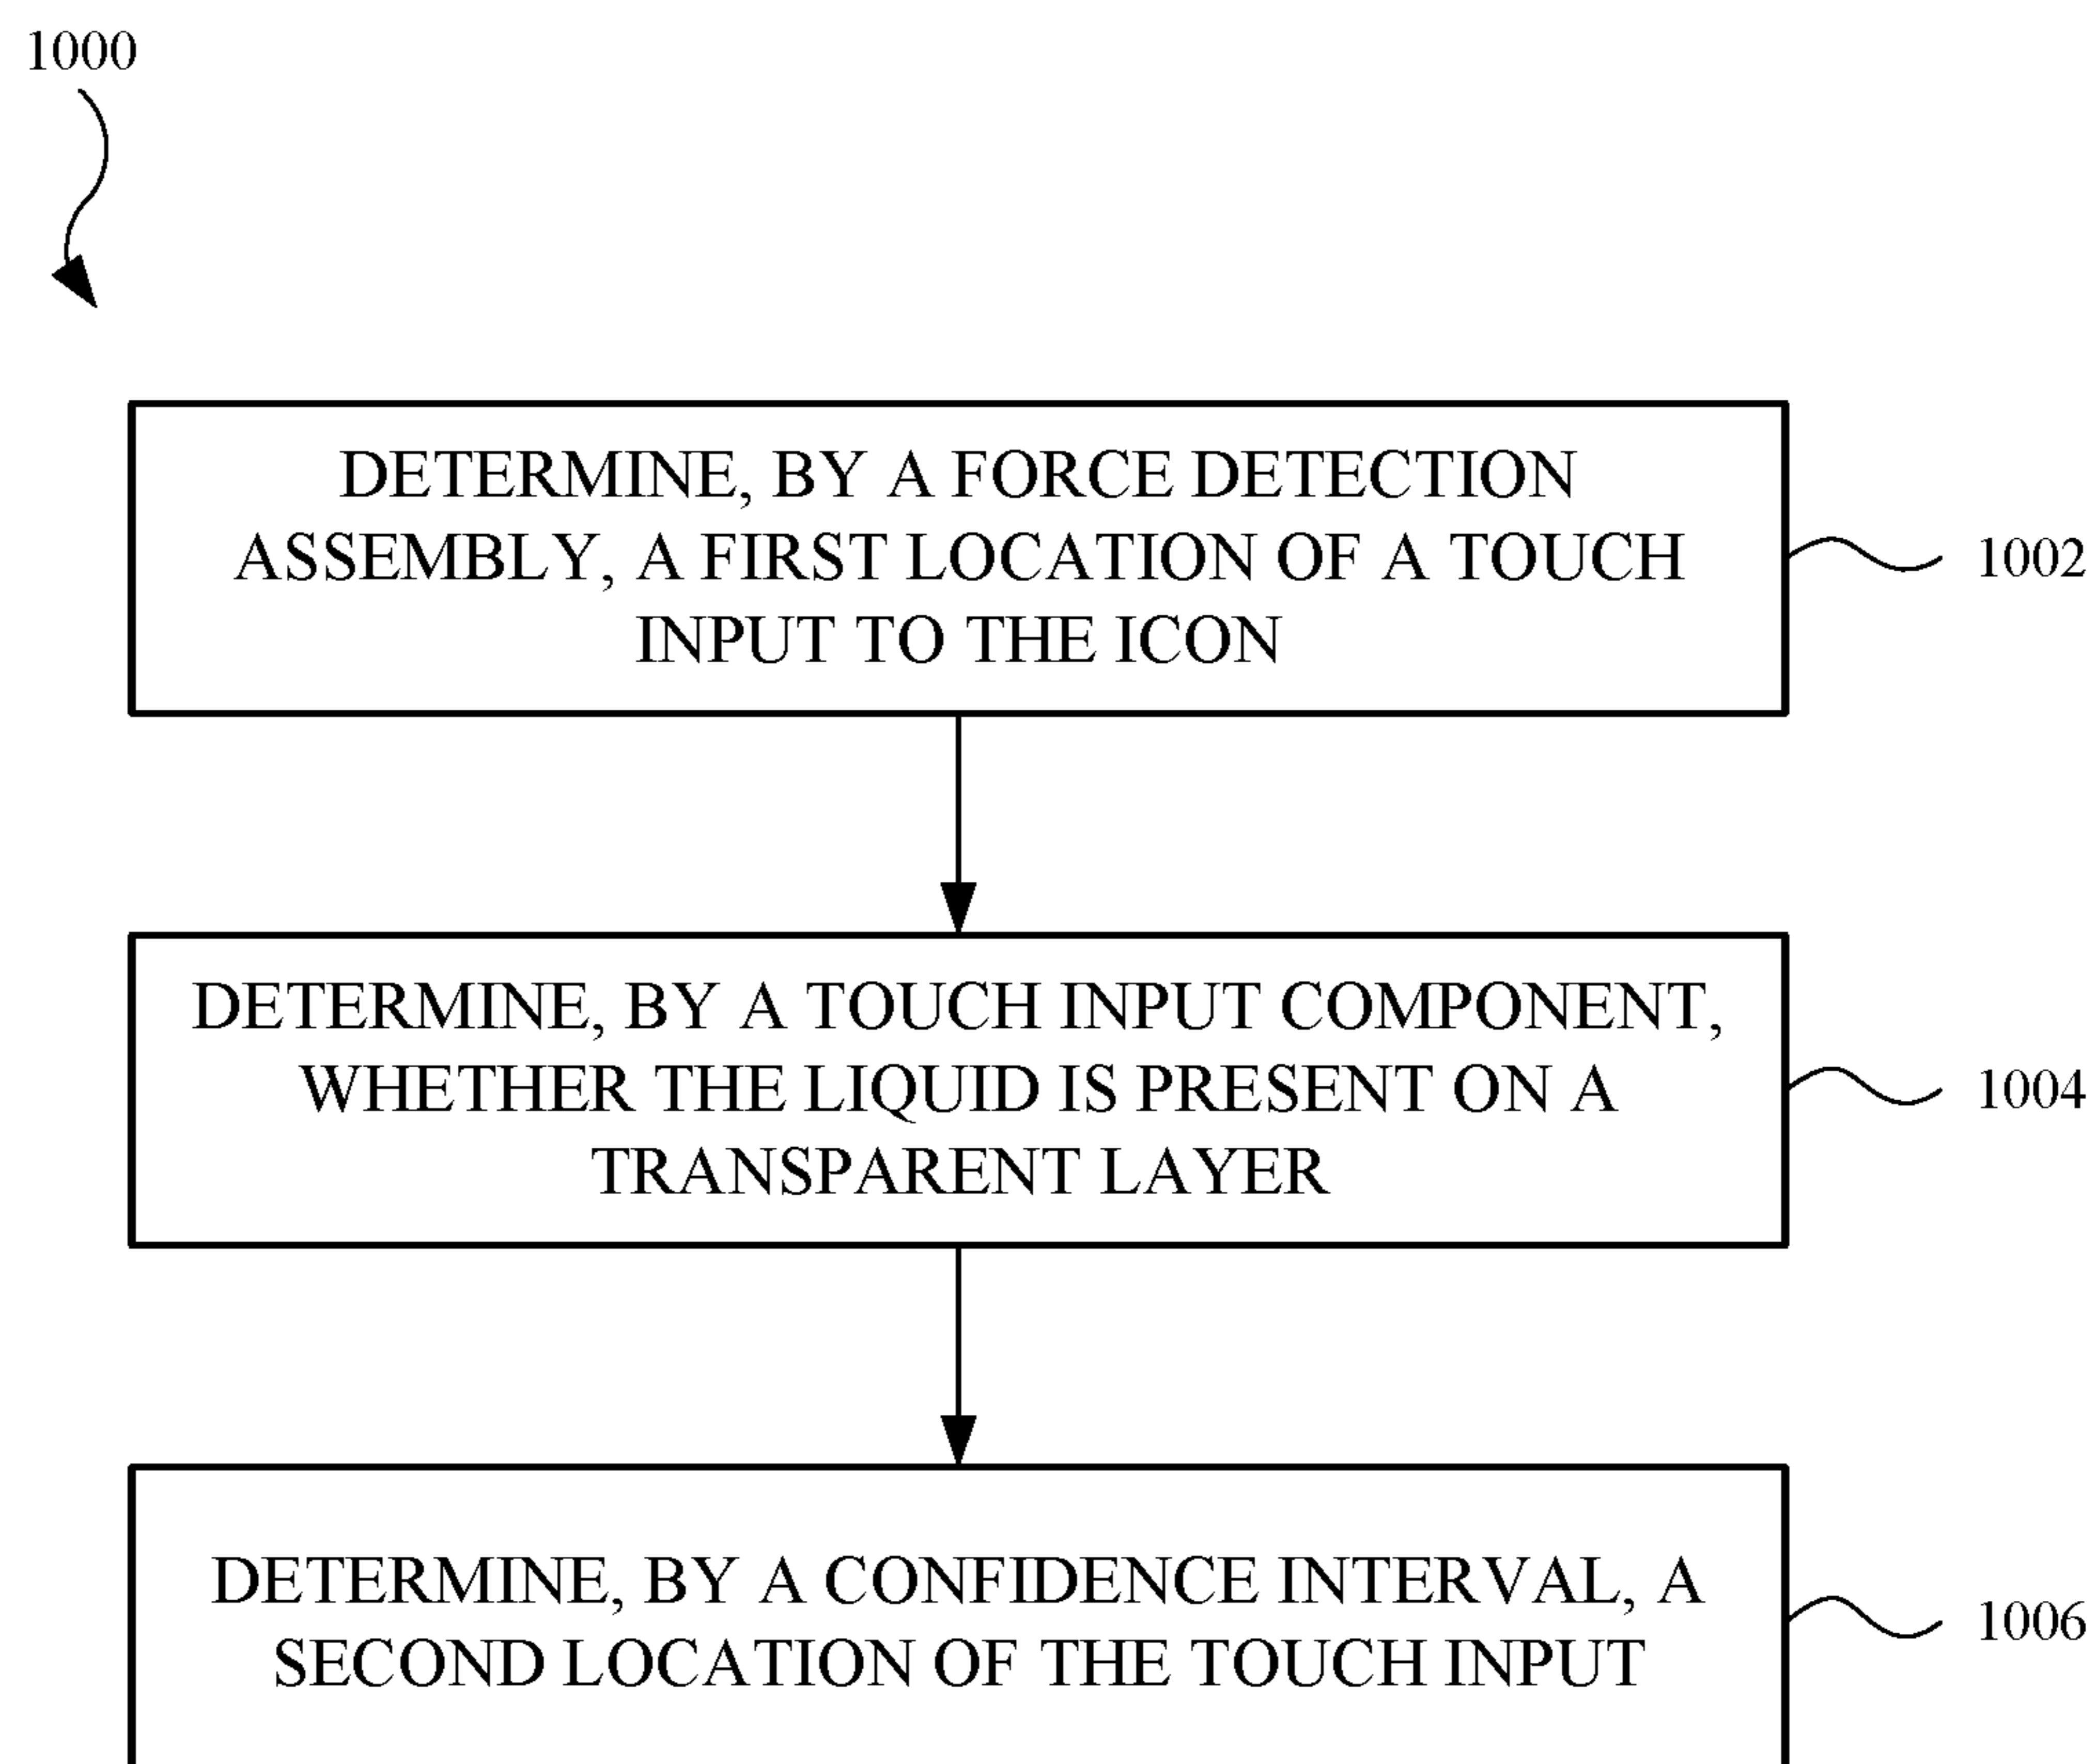 1000
DETERMINE, BY A FORCE DETECTION
ASSEMBLY, A FIRST LOCATION OF A TOUCH
INPUT TO THE ICON
1002
DETERMINE, BY A TOUCH INPUT COMPONENT,
WHETHER THE LIQUID IS PRESENT ON A
TRANSPARENT LAYER
1004
DETERMINE, BY A CONFIDENCE INTERVAL, A
SECOND LOCATION OF THE TOUCH INPUT
1006